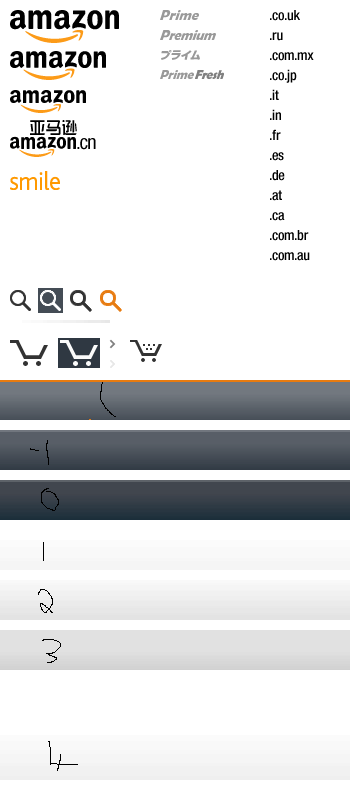 amazon
amazon
amazon
亚马逊
amazon.cn
smile
Prime
Premium
プライム
Prime Fresh
.co.uk
.ru
.com.mx
.co.jp
.it
.in
.fr
.es
.de
.at
.ca
.com.br
.com.au
(
-1
0
1
2
3
4